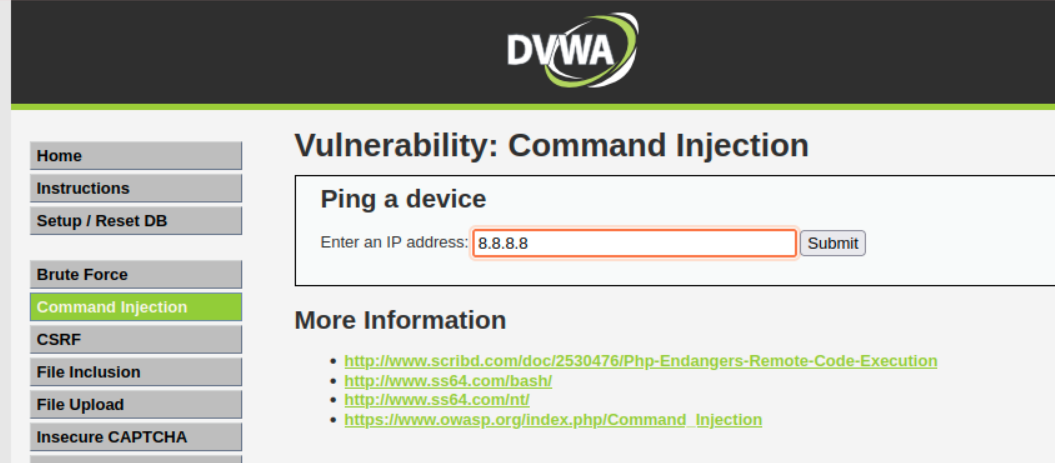 DVWA
Home
Instructions
Setup / Reset DB
Brute Force
Command Injection
CSRF
File Inclusion
File Upload
Insecure CAPTCHA
Vulnerability: Command Injection
Ping a device
Enter an IP address: 8.8.8.8 Submit
More Information
http://www.scribd.com/doc/2530476/Php-Endangers-Remote-Code-Execution
http://www.ss64.com/bash/
http://www.ss64.com/nt/
https://www.owasp.org/index.php/Command_Injection